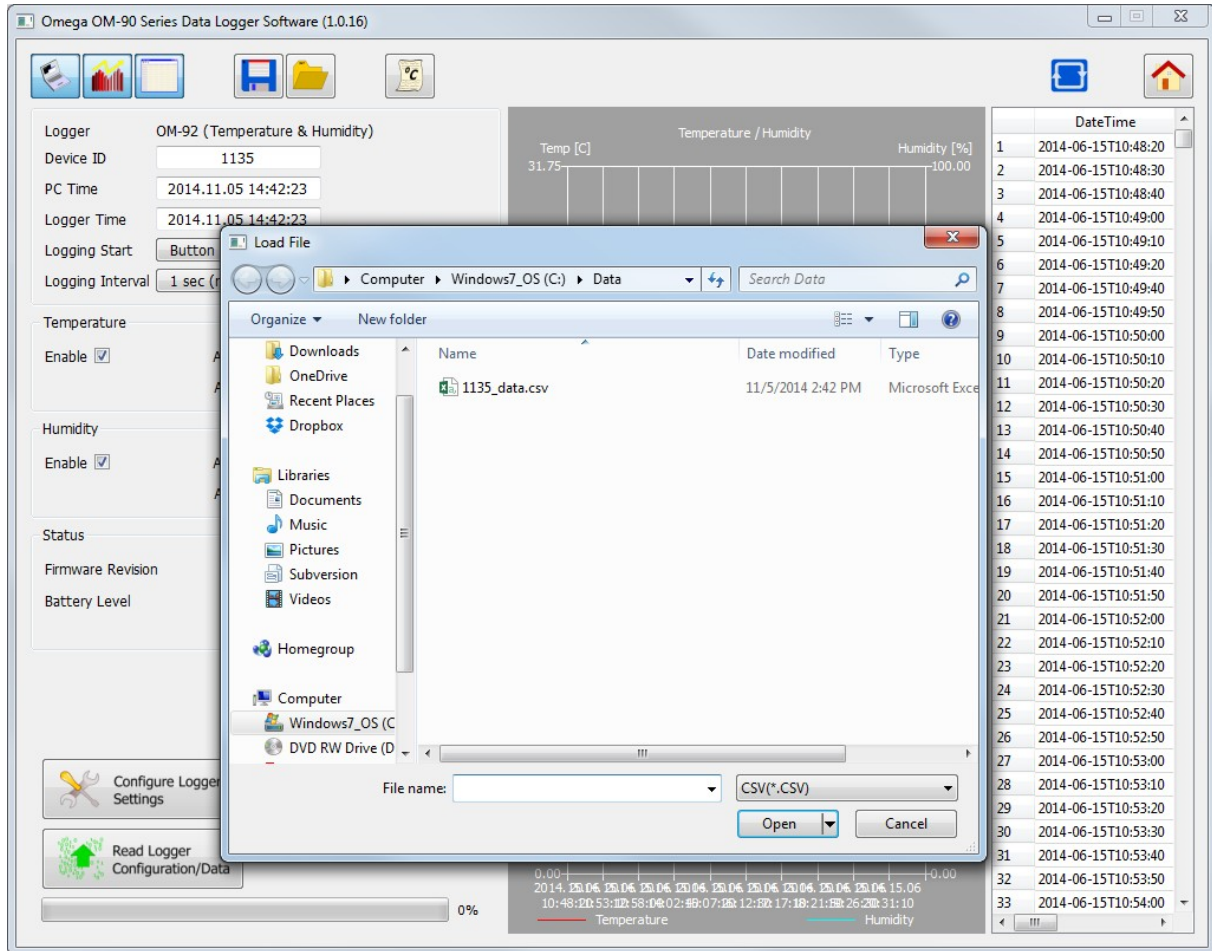 Omega OM-90 Series Data Logger Software (1.0.16)
°C
Logger OM-92 (Temperature & Humidity)
Device ID 1135
PC Time 2014.11.05 14:42:23
Logger Time 2014.11.05 14:42:23
Logging Start Button
Logging Interval 1 sec
Temperature
Enable
Humidity
Enable
Status
Firmware Revision
Battery Level
Configure Logger
Settings
Read Logger
Configuration/Data
0%
Temperature / Humidity
Temp [C] Humidity [%]
31.75 100.00
Load File
Computer Windows7_OS (C:) Data
Search Data
Organize New folder
Downloads
OneDrive
Recent Places
Dropbox
Libraries
Documents
Music
Pictures
Subversion
Videos
Homegroup
Computer
Windows7_OS (C
DVD RW Drive (D
Name Date modified Type
1135_data.csv 11/5/2014 2:42 PM Microsoft Exce
File name:
CSV(*.CSV)
Open Cancel
0.00 0.00
2014. 15.06
10:48:20 31:10
Temperature Humidity
DateTime
1 2014-06-15T10:48:20
2 2014-06-15T10:48:30
3 2014-06-15T10:48:40
4 2014-06-15T10:49:00
5 2014-06-15T10:49:10
6 2014-06-15T10:49:20
7 2014-06-15T10:49:40
8 2014-06-15T10:49:50
9 2014-06-15T10:50:00
10 2014-06-15T10:50:10
11 2014-06-15T10:50:20
12 2014-06-15T10:50:30
13 2014-06-15T10:50:40
14 2014-06-15T10:50:50
15 2014-06-15T10:51:00
16 2014-06-15T10:51:10
17 2014-06-15T10:51:20
18 2014-06-15T10:51:30
19 2014-06-15T10:51:40
20 2014-06-15T10:51:50
21 2014-06-15T10:52:00
22 2014-06-15T10:52:10
23 2014-06-15T10:52:20
24 2014-06-15T10:52:30
25 2014-06-15T10:52:40
26 2014-06-15T10:52:50
27 2014-06-15T10:53:00
28 2014-06-15T10:53:10
29 2014-06-15T10:53:20
30 2014-06-15T10:53:30
31 2014-06-15T10:53:40
32 2014-06-15T10:53:50
33 2014-06-15T10:54:00